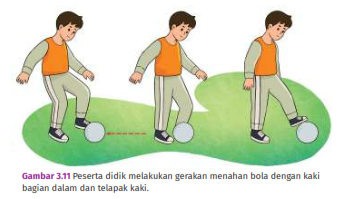 Gambar 3.11 Peserta didik melakukan gerakan menahan bola dengan kaki
bagian dalam dan telapak kaki.